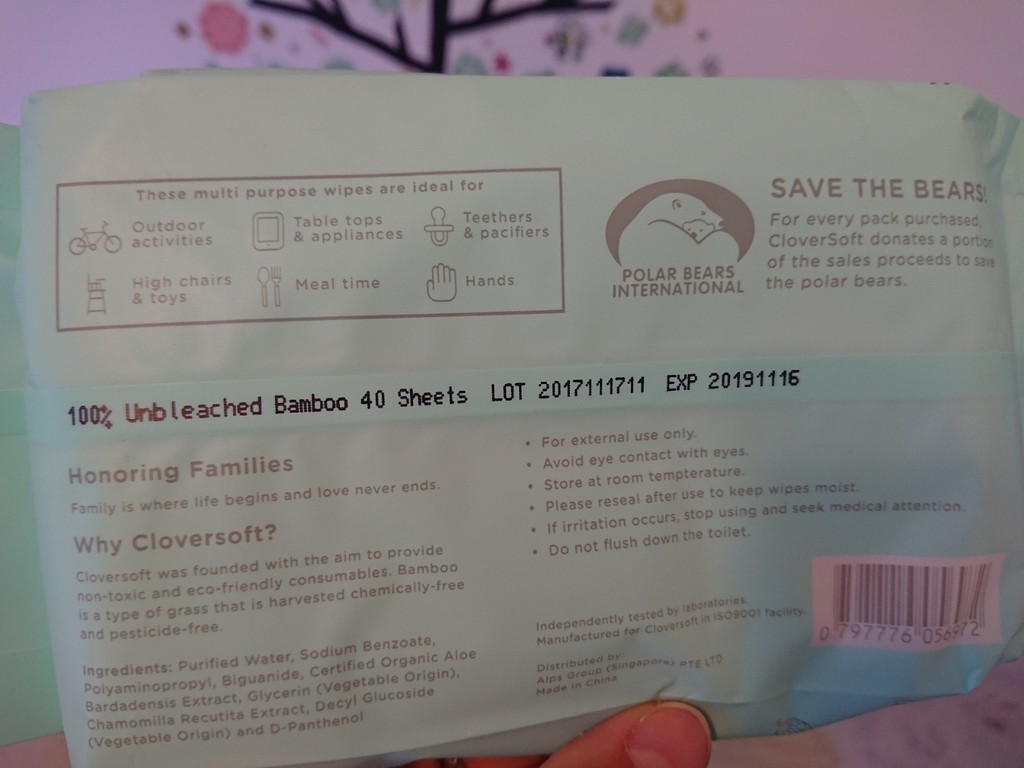 These multi purpose wipes are ideal for
Outdoor
activities
Table tops
& appliances
Teethers
& pacifiers
High chairs
& toys
Meal time
Hands
POLAR BEARS
INTERNATIONAL
SAVE THE BEARS!
For every pack purchased,
CloverSoft donates a portion
of the sales proceeds to save
the polar bears.
100% Unbleached Bamboo 40 Sheets LOT 2017111711 EXP 20191116
Honoring Families
Family is where life begins and love never ends.
Why Cloversoft?
Cloversoft was founded with the aim to provide
non-toxic and eco-friendly consumables. Bamboo
is a type of grass that is harvested chemically-free
and pesticide-free.
Ingredients: Purified Water, Sodium Benzoate,
Polyaminopropyl, Biguanide, Certified Organic Aloe
Bardadensis Extract, Glycerin (Vegetable Origin),
Chamomilla Recutita Extract, Decyl Glucoside
(Vegetable Origin) and D-Panthenol
• For external use only.
• Avoid eye contact with eyes.
• Store at room tempterature.
• Please reseal after use to keep wipes moist.
• If irritation occurs, stop using and seek medical attention.
• Do not flush down the toilet.
Independently tested by laboratories.
Manufactured for Cloversoft in ISO9001 facility.
Distributed by:
Alps Group (Singapore) PTE LTD
Made in China
0 797776 056972